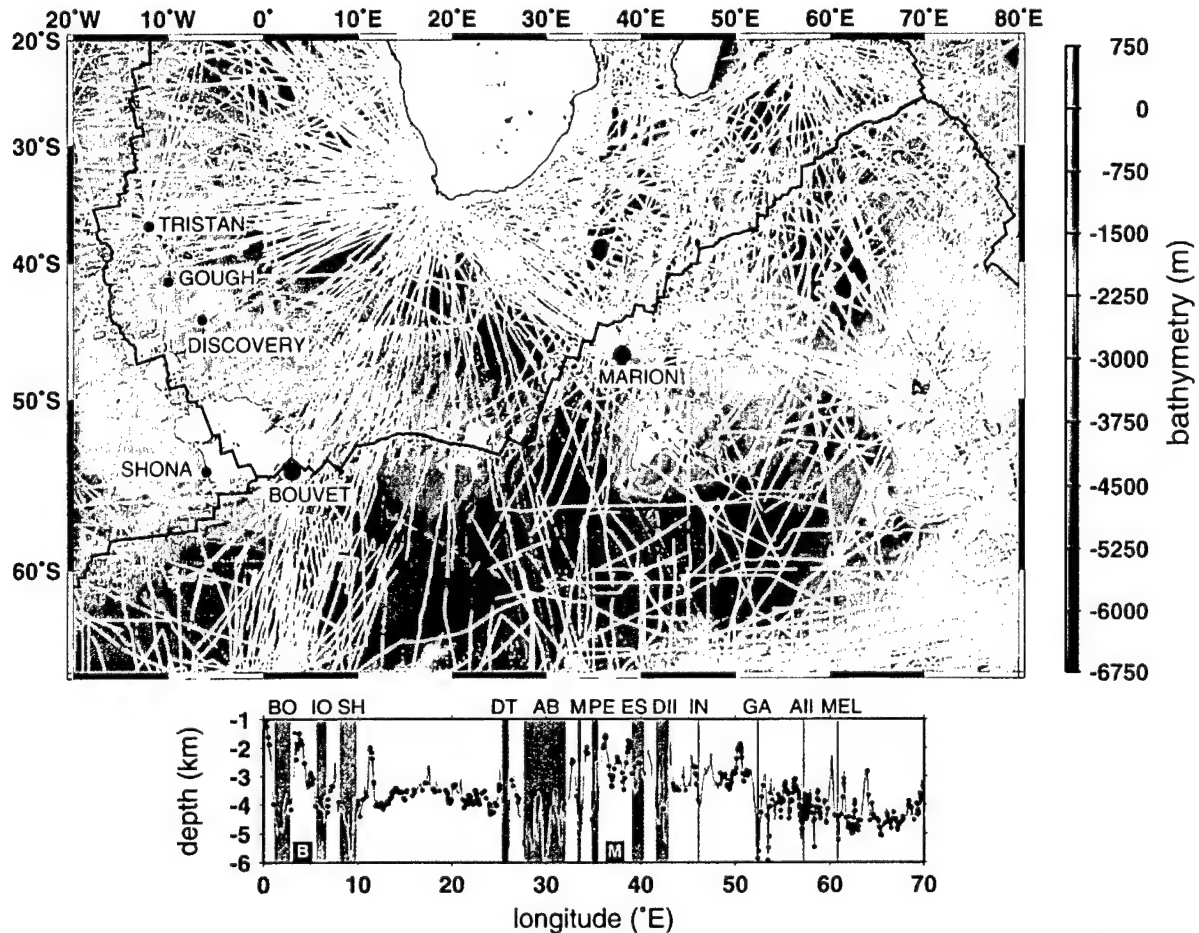 20°W 10°W 0° 10°E 20°E 30°E 40°E 50°E 60°E 70°E 80°E
20°S
30°S
40°S
50°S
60°S
TRISTAN
GOUGH
DISCOVERY
MARION
SHONA
BOUVET
750
0
-750
-1500
-2250
-3000
-3750
-4500
-5250
-6000
-6750
bathymetry (m)
BO IO SH DT AB M PE ES DII IN GA AII MEL
-1
-2
-3
-4
-5
-6
depth (km)
B M
0 10 20 30 40 50 60 70
longitude (°E)